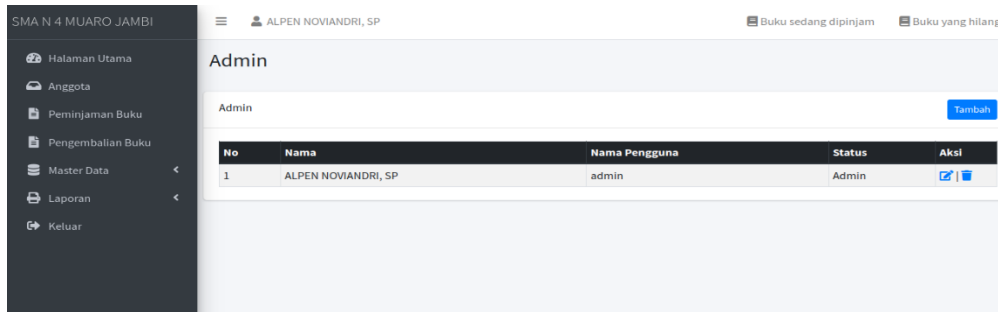 SMA N 4 MUARO JAMBI
ALPEN NOVIANDRI, SP
Buku sedang dipinjam
Buku yang hilang
Halaman Utama
Anggota
Peminjaman Buku
Pengembalian Buku
Master Data
Laporan
Keluar
Admin
Admin
Tambah
No Nama Nama Pengguna Status Aksi
1 ALPEN NOVIANDRI, SP admin Admin |